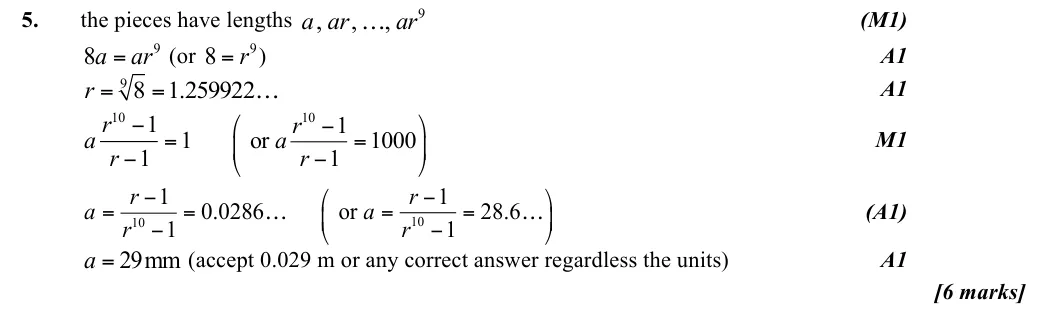 5. the pieces have lengths a, ar, ..., ar⁹ (M1)
8a = ar⁹ (or 8 = r⁹) A1
r = ⁹√8 = 1.259922... A1
a (r¹⁰ − 1)/(r − 1) = 1 ( or a (r¹⁰ − 1)/(r − 1) = 1000 ) M1
a = (r − 1)/(r¹⁰ − 1) = 0.0286... ( or a = (r − 1)/(r¹⁰ − 1) = 28.6... ) (A1)
a = 29 mm (accept 0.029 m or any correct answer regardless the units) A1
[6 marks]